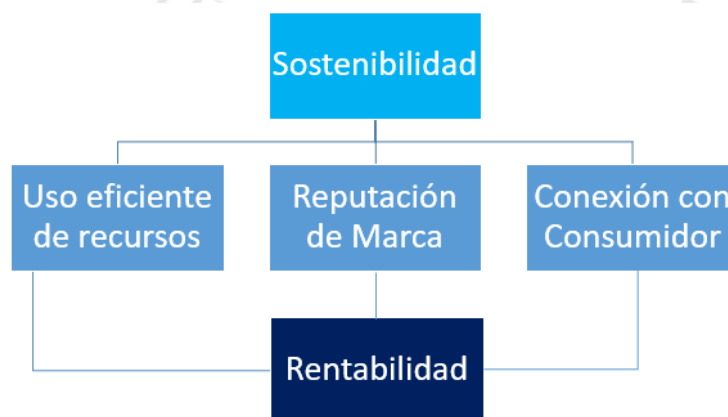 Sostenibilidad
Uso eficiente
de recursos
Reputación
de Marca
Conexión con
Consumidor
Rentabilidad